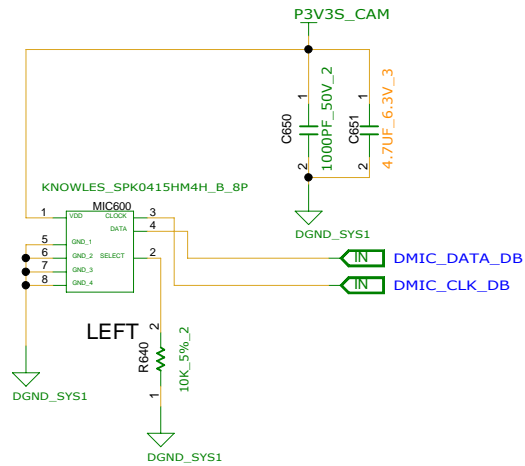 P3V3S_CAM
1
1
C650
1000PF_50V_2
C651
4.7UF_6.3V_3
2
2
DGND_SYS1
KNOWLES_SPK0415HM4H_B_8P
MIC600
1 VDD CLOCK 3
DATA 4
5 GND_1
6 GND_2 SELECT 2
7 GND_3
8 GND_4
IN DMIC_DATA_DB
IN DMIC_CLK_DB
LEFT
2
R640
10K_5%_2
1
DGND_SYS1
DGND_SYS1